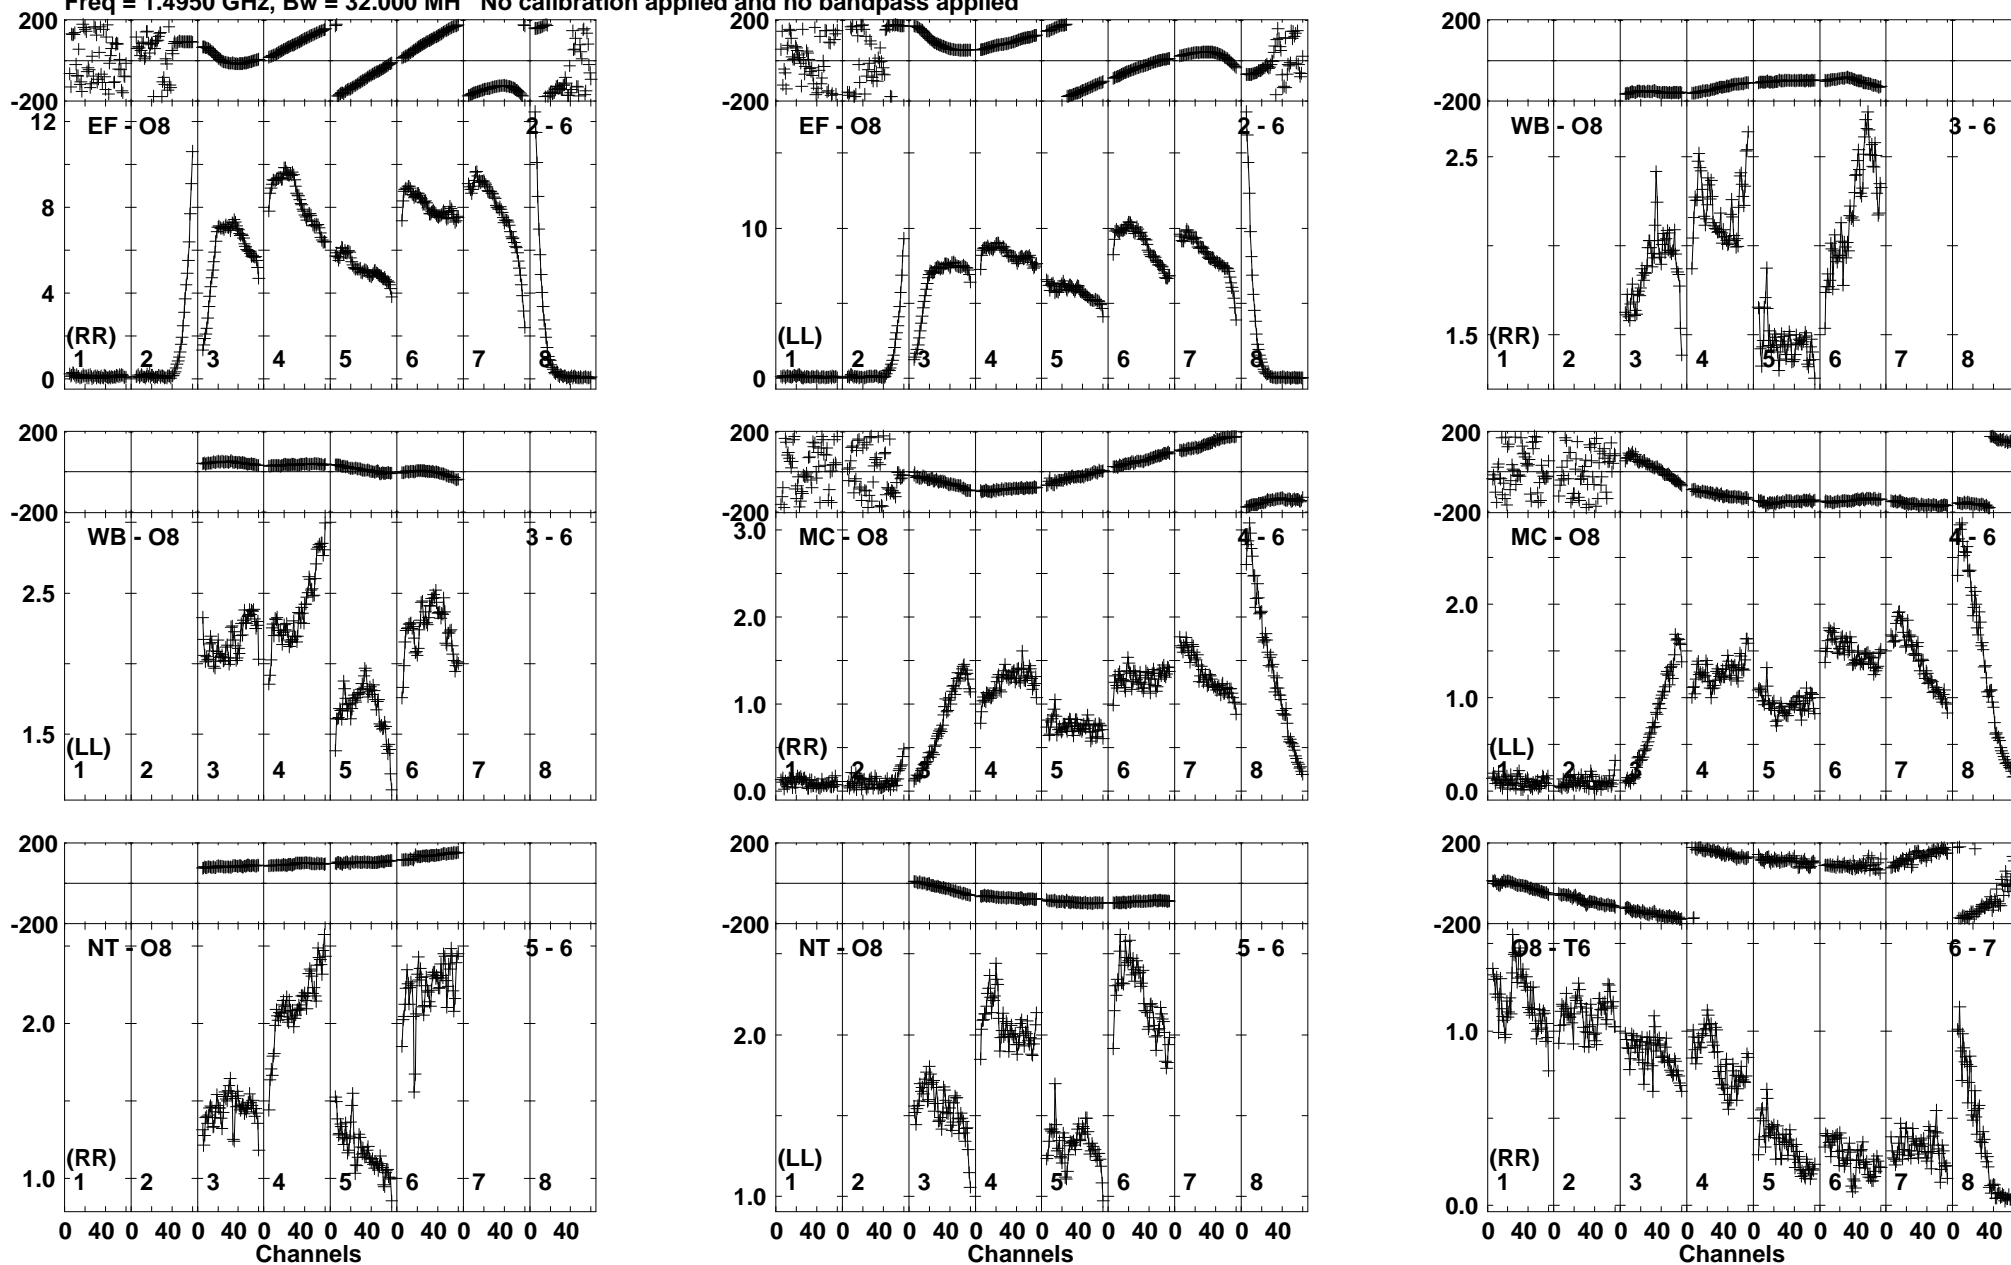 Freq = 1.4950 GHz, Bw = 32.000 MH No calibration applied and no bandpass applied
200 200 200
-200 -200 -200
12 EF - O8 2 - 6 EF - O8 2 - 6 WB - O8 3 - 6
2.5
8
10
4
(RR) (LL) 1.5 (RR)
1 2 3 4 5 6 7 8 1 2 3 4 5 6 7 8 1 2 3 4 5 6 7 8
0 0
200 200 200
-200 -200 -200
WB - O8 3 - 6 3.0 MC - O8 4 - 6 MC - O8 4 - 6
2.5 2.0 2.0
1.5 1.0 1.0
(LL) (RR) (LL)
1 2 3 4 5 6 7 8 1 2 3 4 5 6 7 8 1 2 3 4 5 6 7 8
0.0 0.0
200 200 200
-200 -200 -200
NT - O8 5 - 6 NT - O8 5 - 6 O8 - T6 6 - 7
2.0 2.0 1.0
(RR) (LL) (RR)
1.0 1 2 3 4 5 6 7 8 1.0 1 2 3 4 5 6 7 8 0.0 1 2 3 4 5 6 7 8
0 40 0 40 0 40 0 40 0 40 0 40 0 40 0 40 0 40 0 40 0 40 0 40 0 40 0 40 0 40 0 40 0 40 0 40 0 40 0 40 0 40 0 40 0 40 0 40
Channels Channels Channels